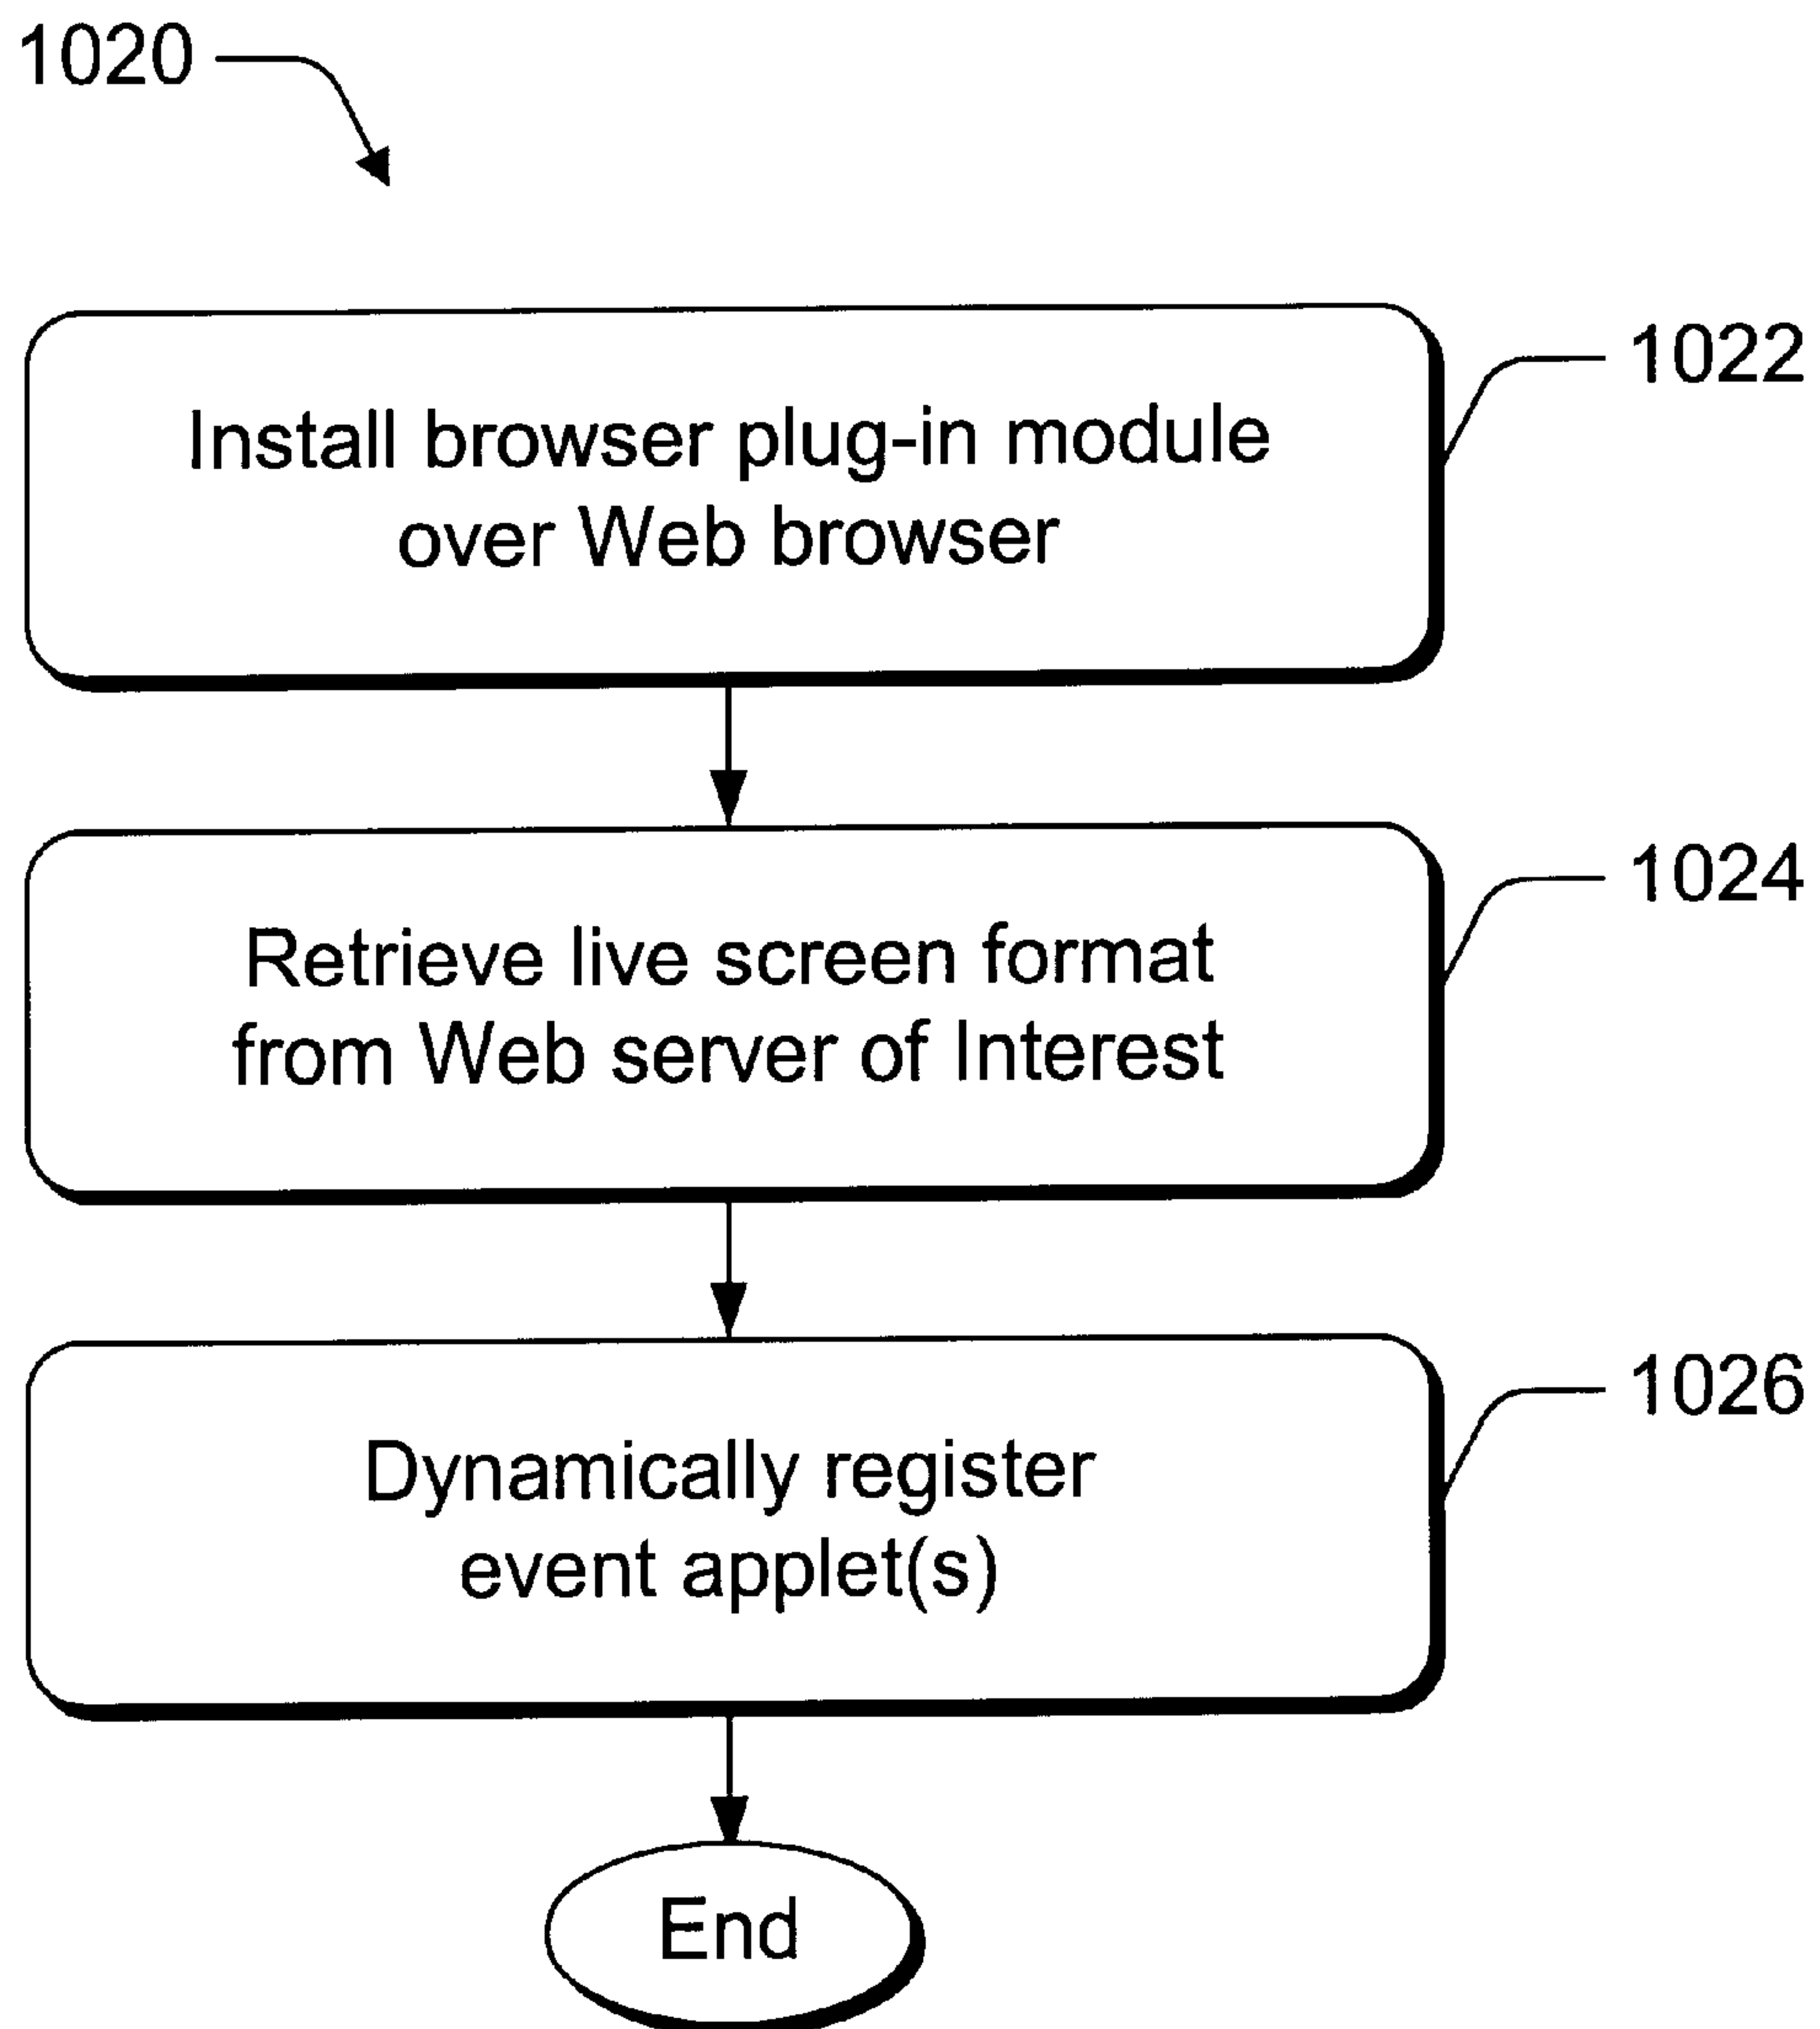 1020
Install browser plug-in module
over Web browser
1022
Retrieve live screen format
from Web server of Interest
1024
Dynamically register
event applet(s)
1026
End